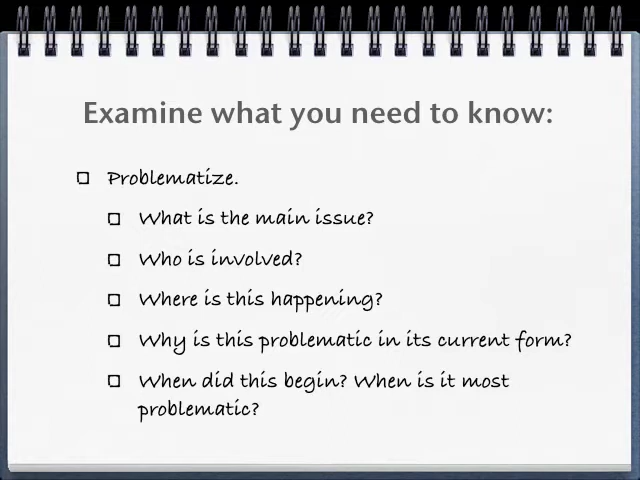 Examine what you need to know:
Problematize.
What is the main issue?
Who is involved?
Where is this happening?
Why is this problematic in its current form?
When did this begin? When is it most
problematic?